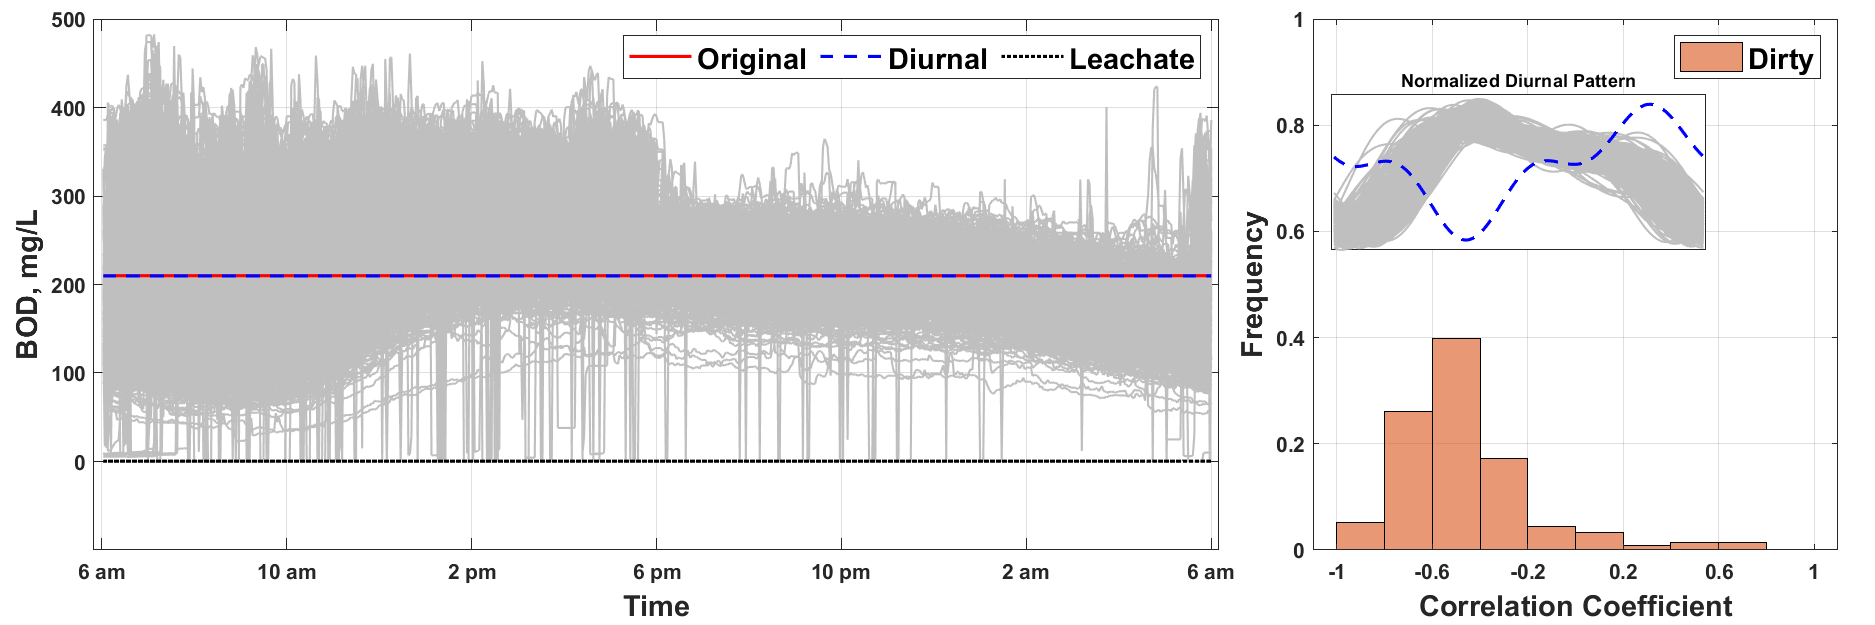 500
400
300
200
100
0
BOD, mg/L
Original Diurnal Leachate
6 am 10 am 2 pm 6 pm 10 pm 2 am 6 am
Time
1
0.8
0.6
0.4
0.2
0
Frequency
Dirty
Normalized Diurnal Pattern
-1 -0.6 -0.2 0.2 0.6 1
Correlation Coefficient